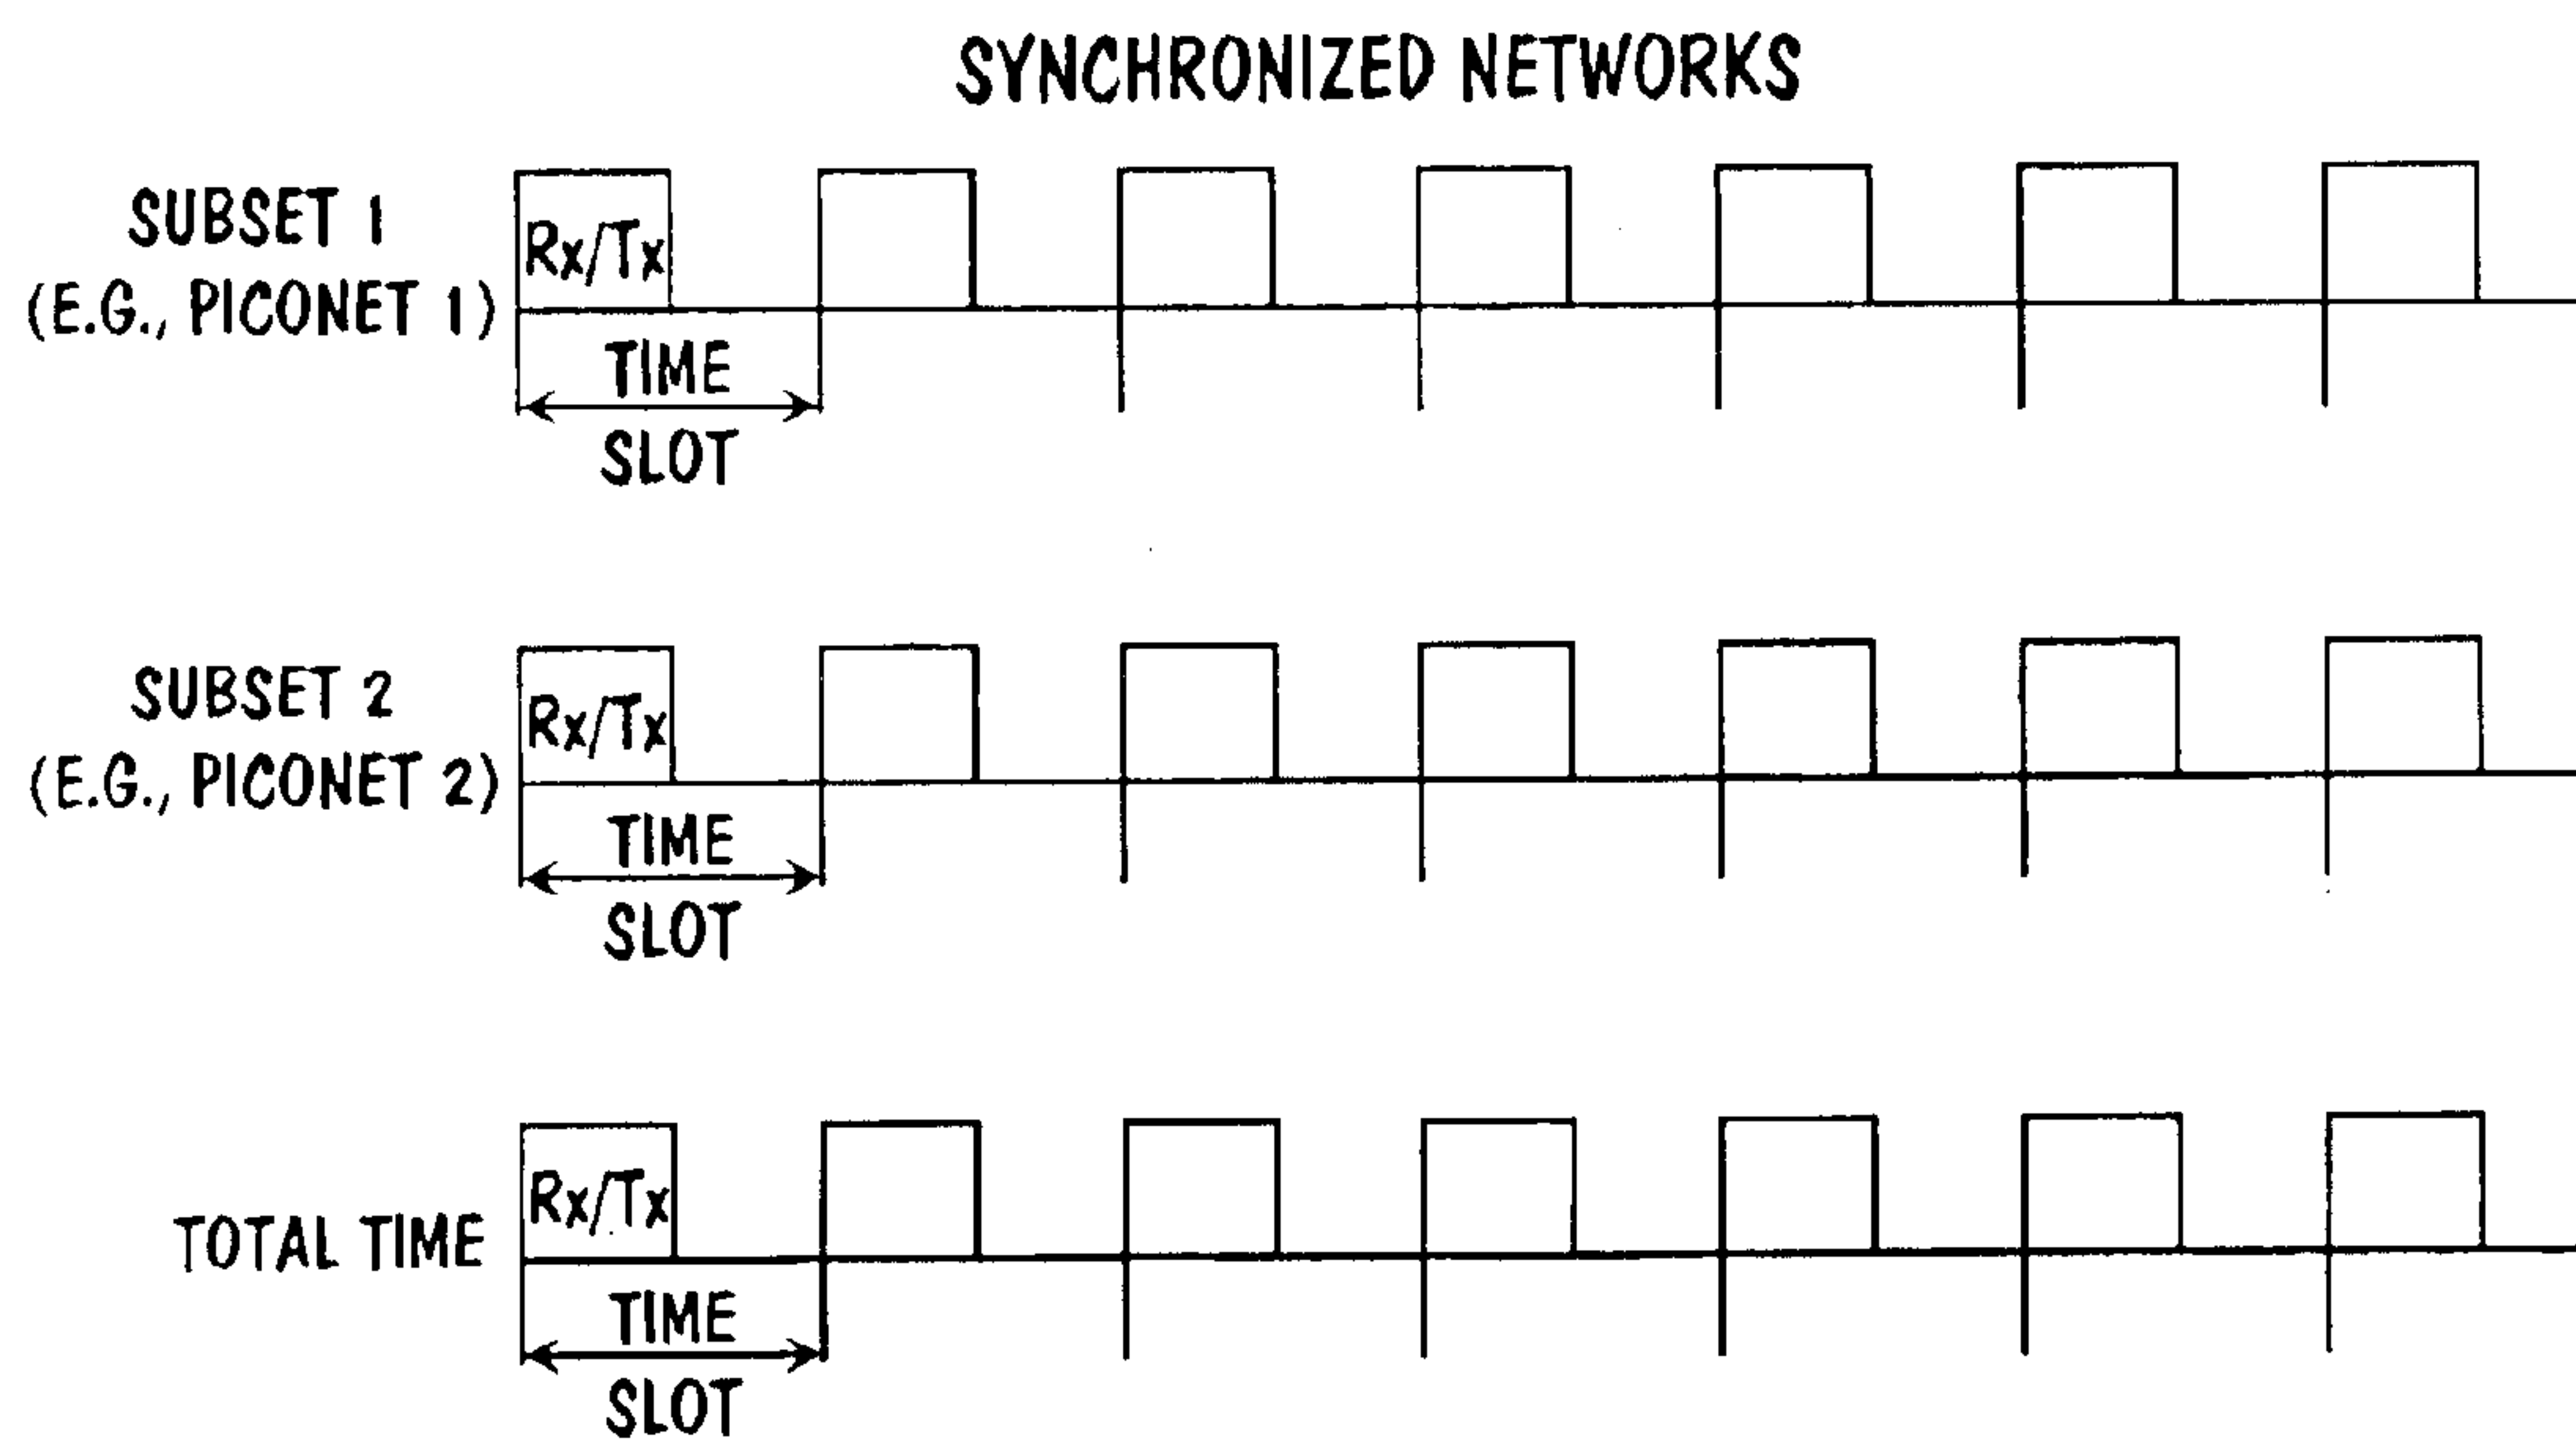 SYNCHRONIZED NETWORKS
SUBSET 1
(E.G., PICONET 1)
Rx/Tx
TIME
SLOT
SUBSET 2
(E.G., PICONET 2)
Rx/Tx
TIME
SLOT
TOTAL TIME
Rx/Tx
TIME
SLOT